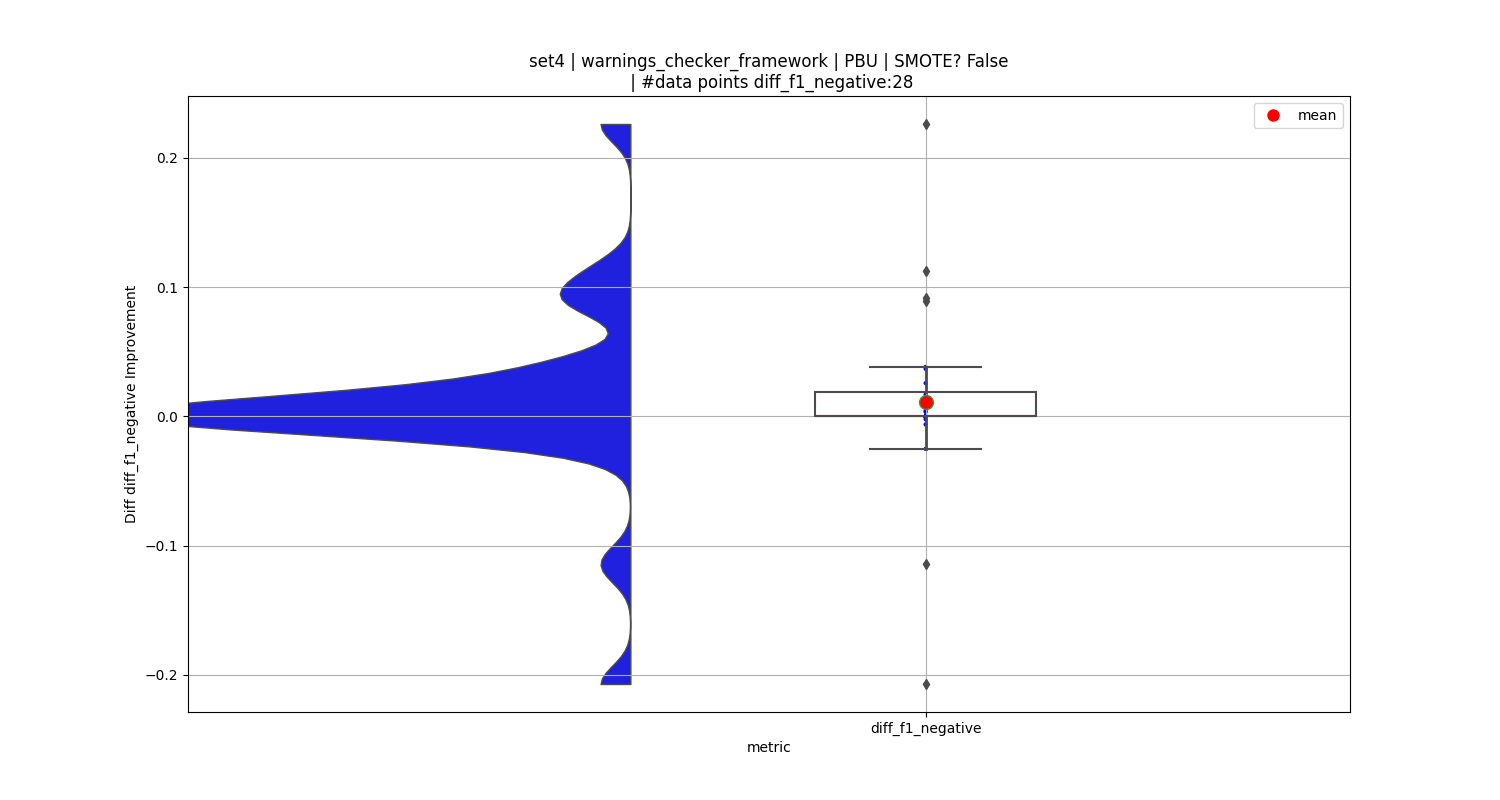 set4 | warnings_checker_framework | PBU | SMOTE? False
| #data points diff_f1_negative:28
mean
0.2
0.1
0.0
−0.1
−0.2
Diff diff_f1_negative Improvement
diff_f1_negative
metric